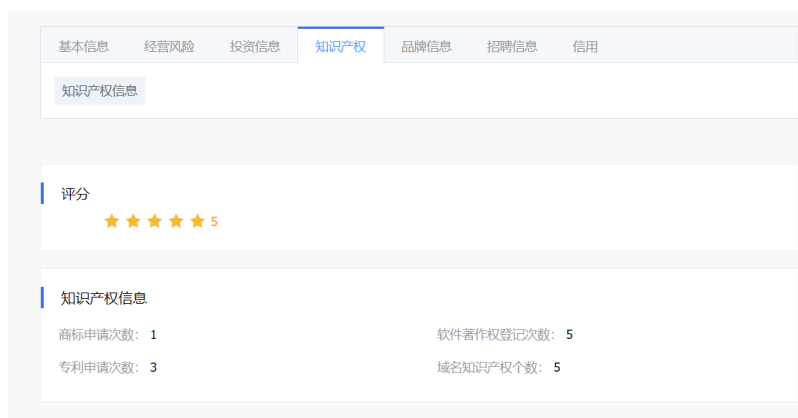 基本信息 经营风险 投资信息 知识产权 品牌信息 招聘信息 信用
知识产权信息
评分
5
知识产权信息
商标申请次数： 1 软件著作权登记次数： 5
专利申请次数： 3 域名知识产权个数： 5